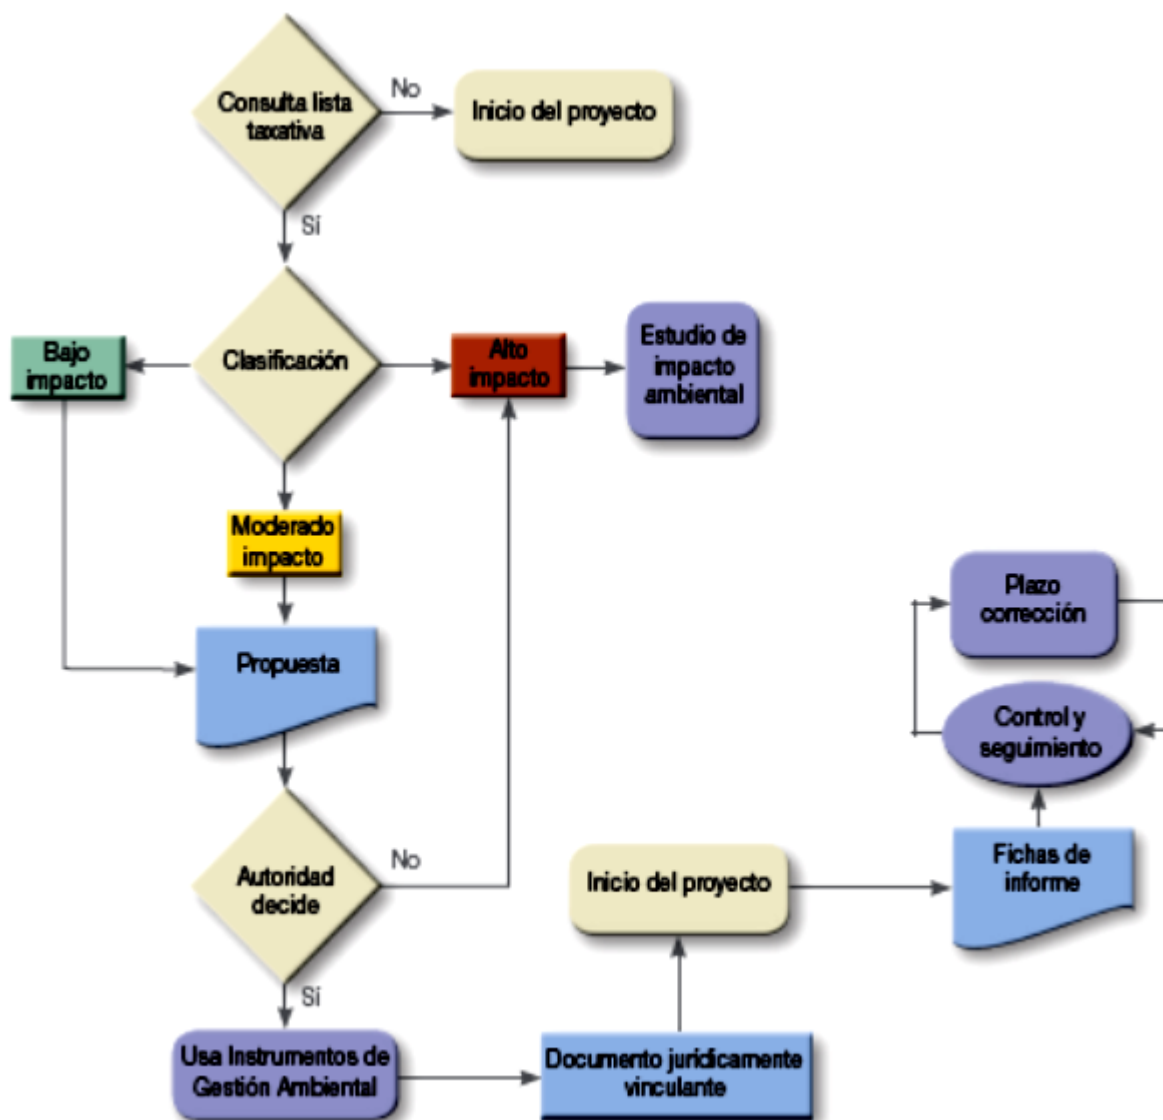 Consulta lista
taxativa
No
Inicio del proyecto
Sí
Bajo
impacto
Clasificación
Alto
impacto
Estudio de
impacto
ambiental
Moderado
impacto
Propuesta
Autoridad
decide
No
Sí
Usa Instrumentos de
Gestión Ambiental
Documento jurídicamente
vinculante
Inicio del proyecto
Fichas de
informe
Control y
seguimiento
Plazo
corrección